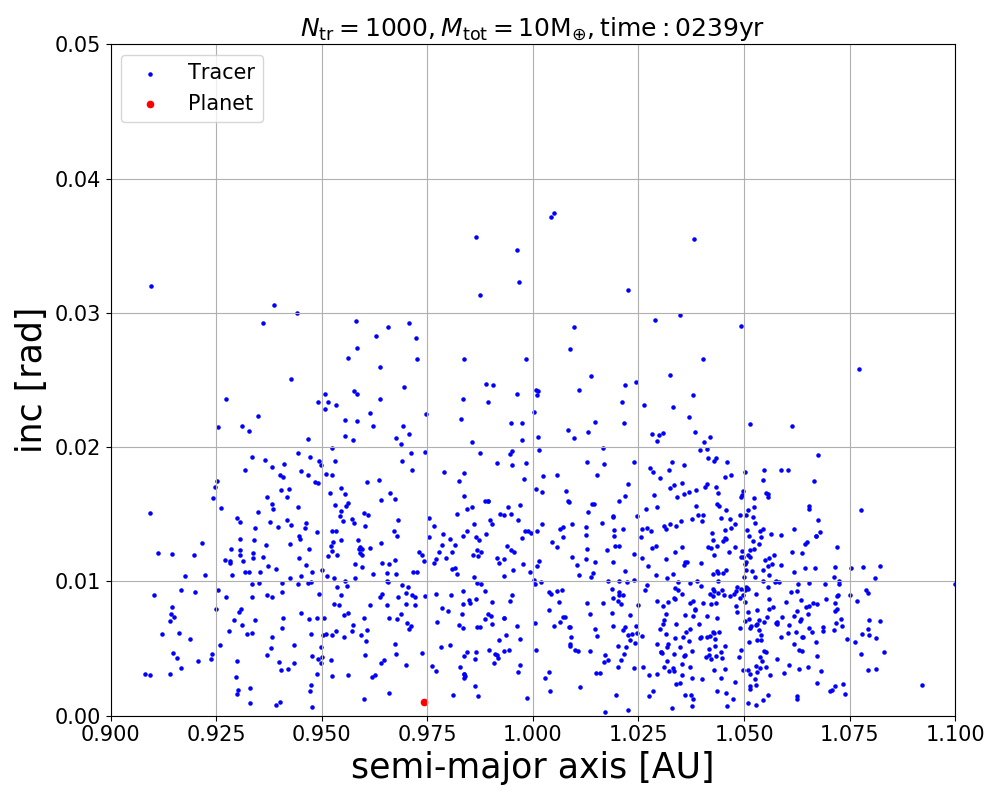 N_tr = 1000, M_tot = 10M_⊕, time : 0239yr
0.05
Tracer
Planet
0.04
0.03
inc [rad]
0.02
0.01
0.00
0.900 0.925 0.950 0.975 1.000 1.025 1.050 1.075 1.100
semi-major axis [AU]